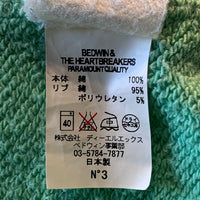 BEDWIN &
THE HEARTBREAKERS
PARAMOUNT QUALITY
本体 綿 100%
リブ 綿 95%
ポリウレタン 5%
40 中
株式会社 ディーエルエックス
ベドウィン事業部
03-5784-7877
日本製
N°3